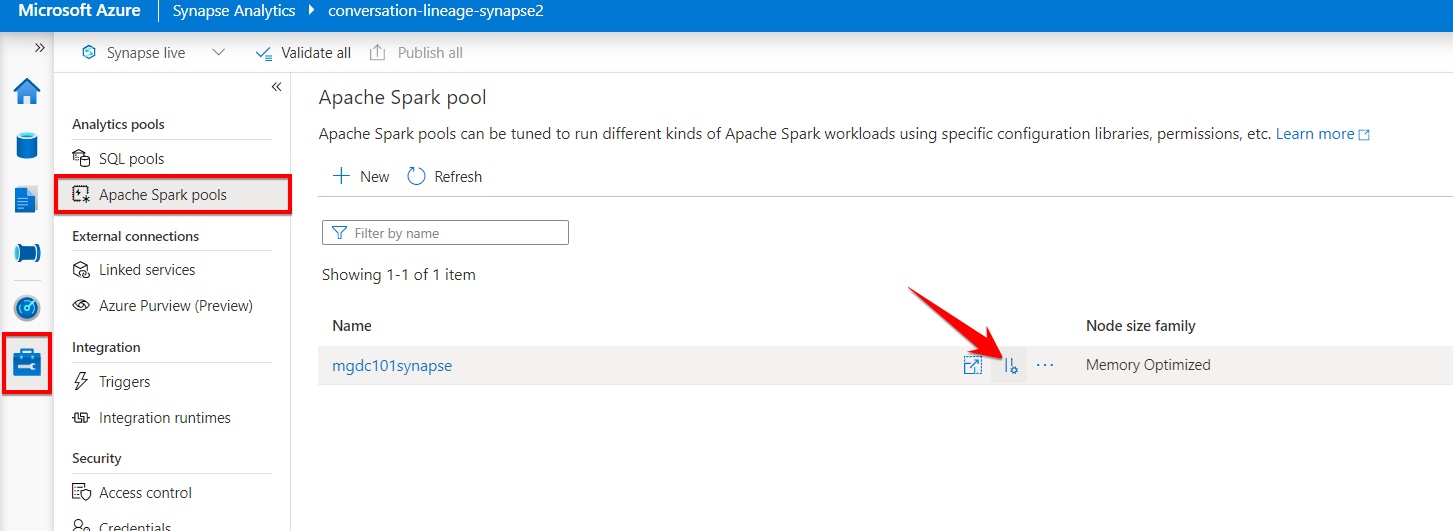 Microsoft Azure Synapse Analytics conversation-lineage-synapse2
Synapse live Validate all Publish all
Analytics pools
SQL pools
Apache Spark pools
External connections
Linked services
Azure Purview (Preview)
Integration
Triggers
Integration runtimes
Security
Access control
Credentials
Apache Spark pool
Apache Spark pools can be tuned to run different kinds of Apache Spark workloads using specific configuration libraries, permissions, etc. Learn more
New Refresh
Filter by name
Showing 1-1 of 1 item
Name Node size family
mgdc101synapse Memory Optimized